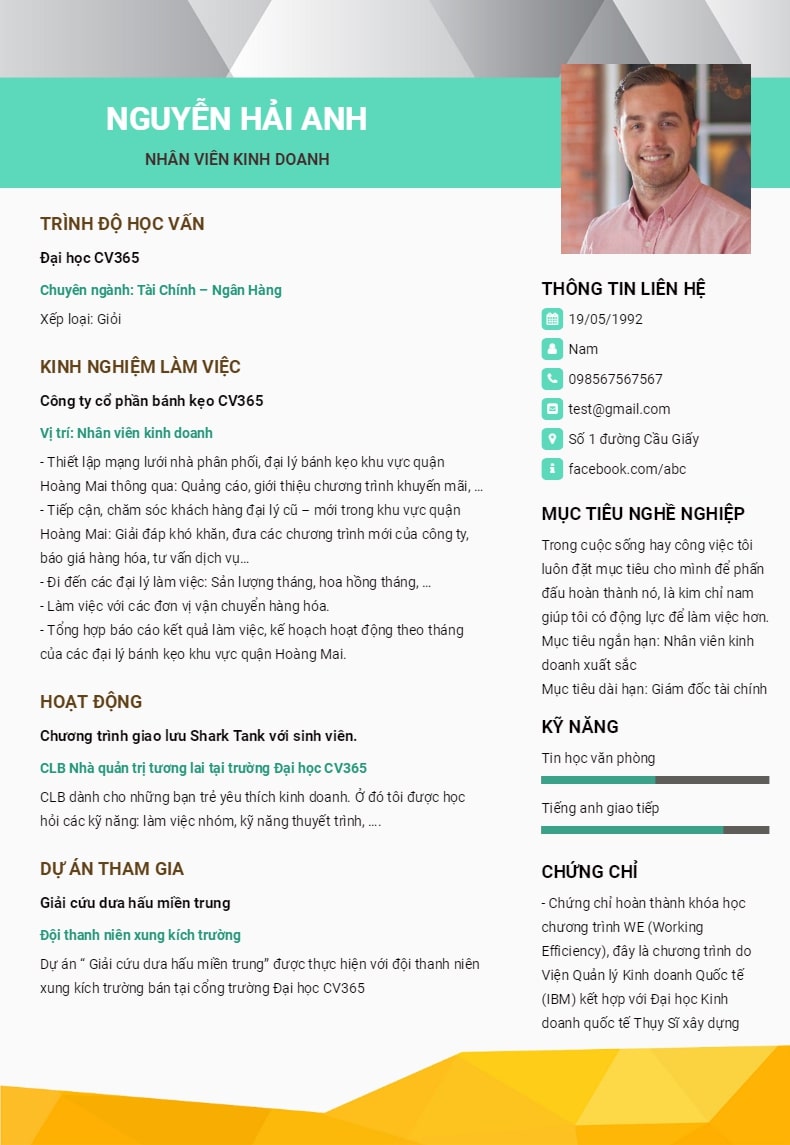 NGUYỄN HẢI ANH
NHÂN VIÊN KINH DOANH
TRÌNH ĐỘ HỌC VẤN
Đại học CV365
Chuyên ngành: Tài Chính – Ngân Hàng
Xếp loại: Giỏi
KINH NGHIỆM LÀM VIỆC
Công ty cổ phần bánh kẹo CV365
Vị trí: Nhân viên kinh doanh
- Thiết lập mạng lưới nhà phân phối, đại lý bánh kẹo khu vực quận
Hoàng Mai thông qua: Quảng cáo, giới thiệu chương trình khuyến mãi, ...
- Tiếp cận, chăm sóc khách hàng đại lý cũ – mới trong khu vực quận
Hoàng Mai: Giải đáp khó khăn, đưa các chương trình mới của công ty,
báo giá hàng hóa, tư vấn dịch vụ...
- Đi đến các đại lý làm việc: Sản lượng tháng, hoa hồng tháng, ...
- Làm việc với các đơn vị vận chuyển hàng hóa.
- Tổng hợp báo cáo kết quả làm việc, kế hoạch hoạt động theo tháng
của các đại lý bánh kẹo khu vực quận Hoàng Mai.
HOẠT ĐỘNG
Chương trình giao lưu Shark Tank với sinh viên.
CLB Nhà quản trị tương lai tại trường Đại học CV365
CLB dành cho những bạn trẻ yêu thích kinh doanh. Ở đó tôi được học
hỏi các kỹ năng: làm việc nhóm, kỹ năng thuyết trình, ....
DỰ ÁN THAM GIA
Giải cứu dưa hấu miền trung
Đội thanh niên xung kích trường
Dự án “ Giải cứu dưa hấu miền trung” được thực hiện với đội thanh niên
xung kích trường bán tại cổng trường Đại học CV365
THÔNG TIN LIÊN HỆ
19/05/1992
Nam
098567567567
test@gmail.com
Số 1 đường Cầu Giấy
facebook.com/abc
MỤC TIÊU NGHỀ NGHIỆP
Trong cuộc sống hay công việc tôi
luôn đặt mục tiêu cho mình để phấn
đấu hoàn thành nó, là kim chỉ nam
giúp tôi có động lực để làm việc hơn.
Mục tiêu ngắn hạn: Nhân viên kinh
doanh xuất sắc
Mục tiêu dài hạn: Giám đốc tài chính
KỸ NĂNG
Tin học văn phòng
Tiếng anh giao tiếp
CHỨNG CHỈ
- Chứng chỉ hoàn thành khóa học
chương trình WE (Working
Efficiency), đây là chương trình do
Viện Quản lý Kinh doanh Quốc tế
(IBM) kết hợp với Đại học Kinh
doanh quốc tế Thụy Sĩ xây dựng